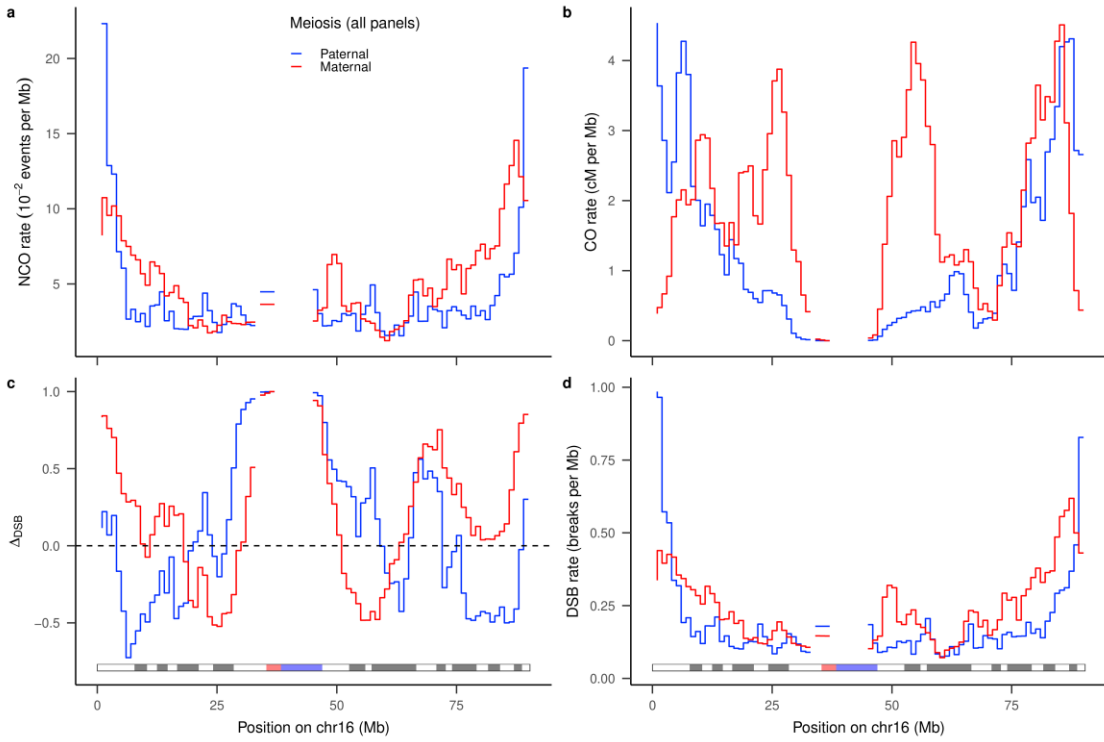 a
Meiosis (all panels)
Paternal
Maternal
NCO rate (10⁻² events per Mb)
20
15
10
5
b
CO rate (cM per Mb)
4
3
2
1
0
c
Δ_DSB
1.0
0.5
0.0
−0.5
0
25
50
75
Position on chr16 (Mb)
d
DSB rate (breaks per Mb)
1.00
0.75
0.50
0.25
0.00
0
25
50
75
Position on chr16 (Mb)